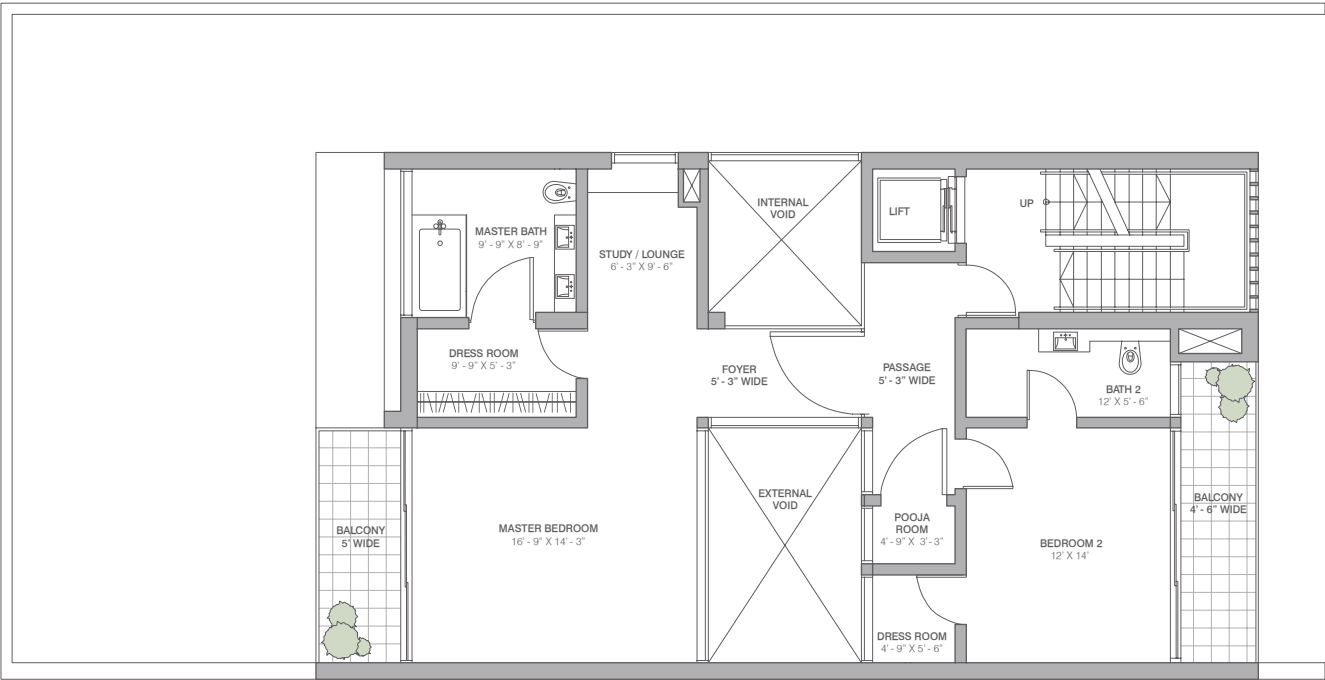 INTERNAL
VOID
LIFT
UP
MASTER BATH
9' - 9" X 8' - 9"
STUDY / LOUNGE
6' - 3" X 9' - 6"
DRESS ROOM
9' - 9" X 5' - 3"
FOYER
5' - 3" WIDE
PASSAGE
5' - 3" WIDE
BATH 2
12' X 5' - 6"
BALCONY
5' WIDE
MASTER BEDROOM
16' - 9" X 14' - 3"
EXTERNAL
VOID
POOJA
ROOM
4' - 9" X 3' - 3"
BEDROOM 2
12' X 14'
BALCONY
4' - 6" WIDE
DRESS ROOM
4' - 9" X 5' - 6"